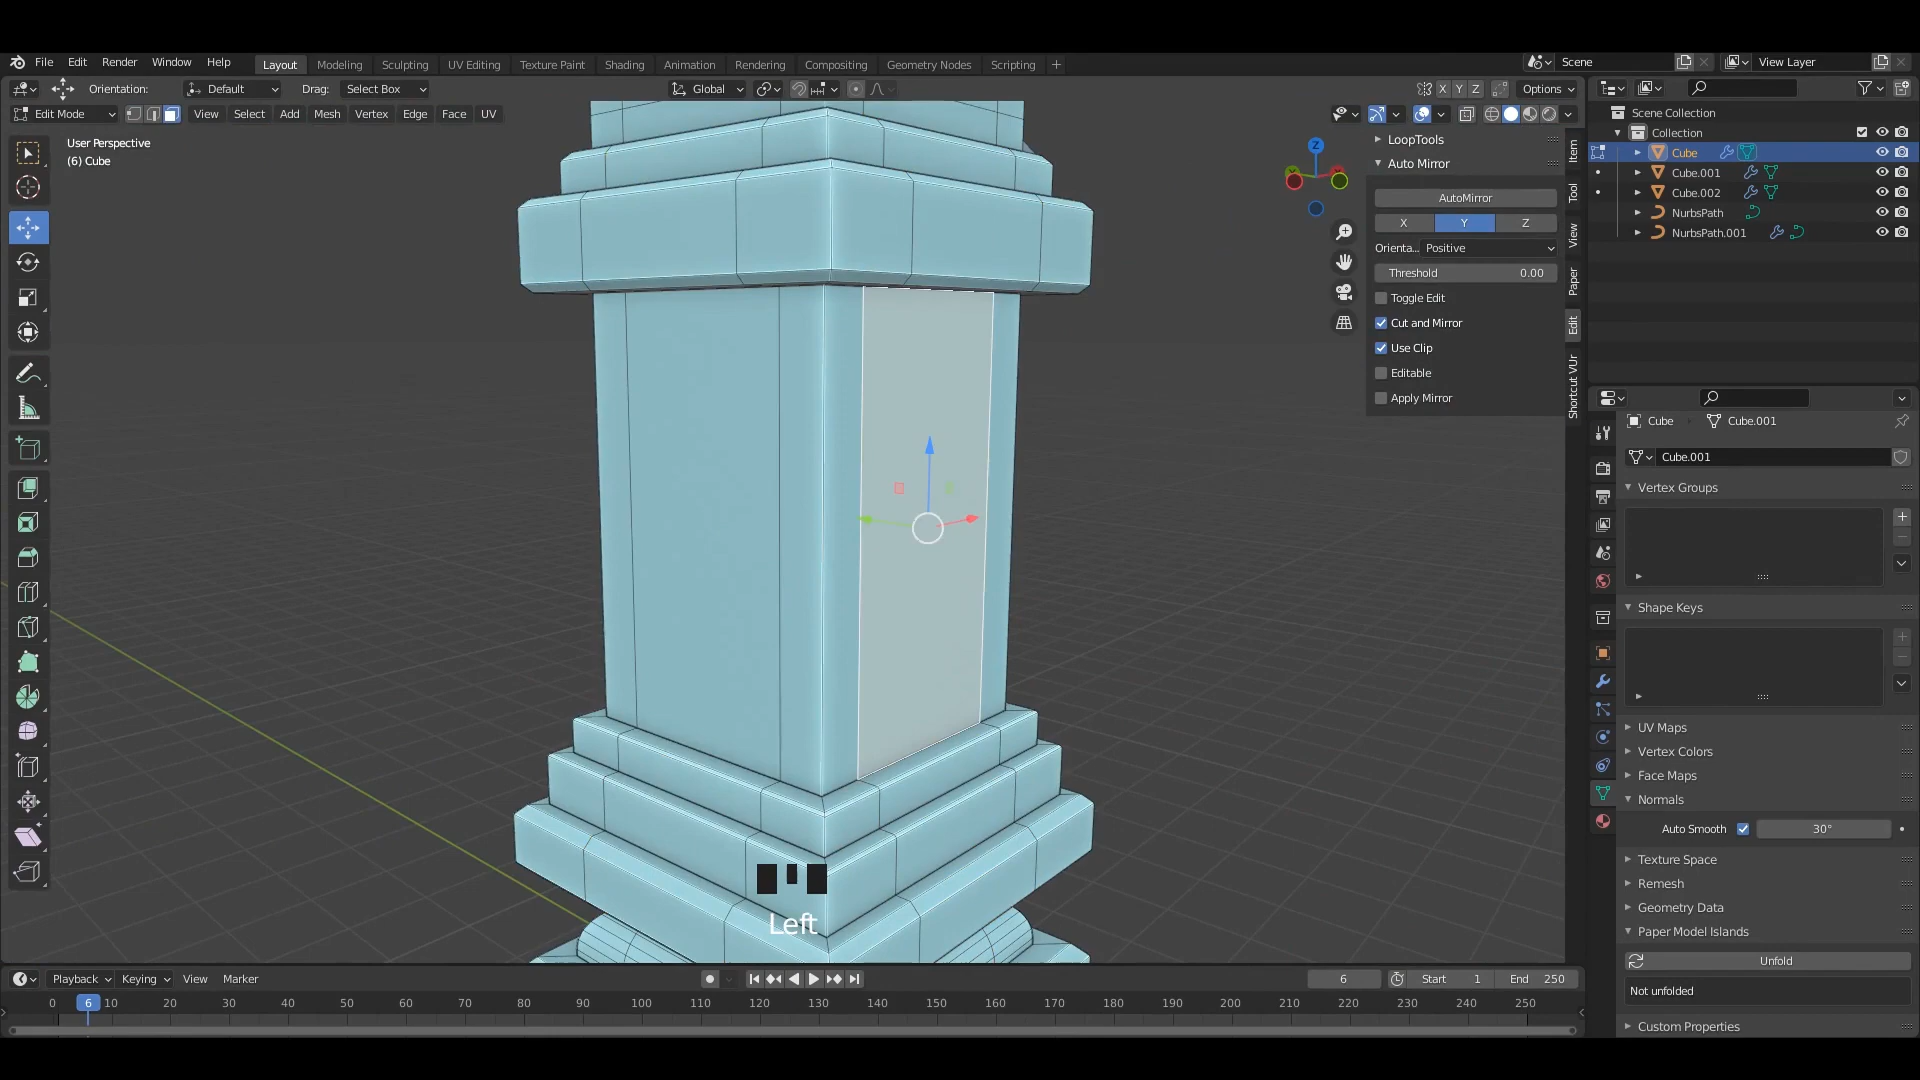 File Edit Render Window Help Layout Modeling Sculpting UV Editing Texture Paint Shading Animation Rendering Compositing Geometry Nodes Scripting + Scene View Layer
Orientation: Default Drag: Select Box Global X Y Z Options
Edit Mode View Select Add Mesh Vertex Edge Face UV
User Perspective
(6) Cube
Z
LoopTools
Auto Mirror
AutoMirror
X Y Z
Orienta... Positive
Threshold 0.00
Toggle Edit
Cut and Mirror
Use Clip
Editable
Apply Mirror
Item
Tool
View
Paper
Edit
Shortcut VUr
Scene Collection
Collection
Cube
Cube.001
Cube.002
NurbsPath
NurbsPath.001
Cube Cube.001
Cube.001
Vertex Groups
Shape Keys
UV Maps
Vertex Colors
Face Maps
Normals
Auto Smooth 30°
Texture Space
Remesh
Geometry Data
Paper Model Islands
Unfold
Not unfolded
Custom Properties
Left
Playback Keying View Marker 6 Start 1 End 250
0 6 10 20 30 40 50 60 70 80 90 100 110 120 130 140 150 160 170 180 190 200 210 220 230 240 250